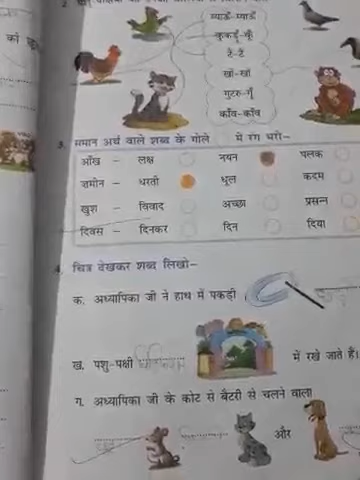 म्याऊँ-म्याऊँ
कुकड़ूँ-कूँ
टें-टें
खों-खों
गुटरु-गूँ
काँव-काँव
3. समान अर्थ वाले शब्द के गोले में रंग भरो–
आँख – लक्ष नयन पलक
ज़मीन – धरती धूल कदम
खुश – विवाद अच्छा प्रसन्न
दिवस – दिनकर दिन दिया
4. चित्र देखकर शब्द लिखो–
क. अध्यापिका जी ने हाथ में पकड़ी
ख. पशु-पक्षी में रखे जाते हैं।
ग. अध्यापिका जी के कोट से बैटरी से चलने वाला
और